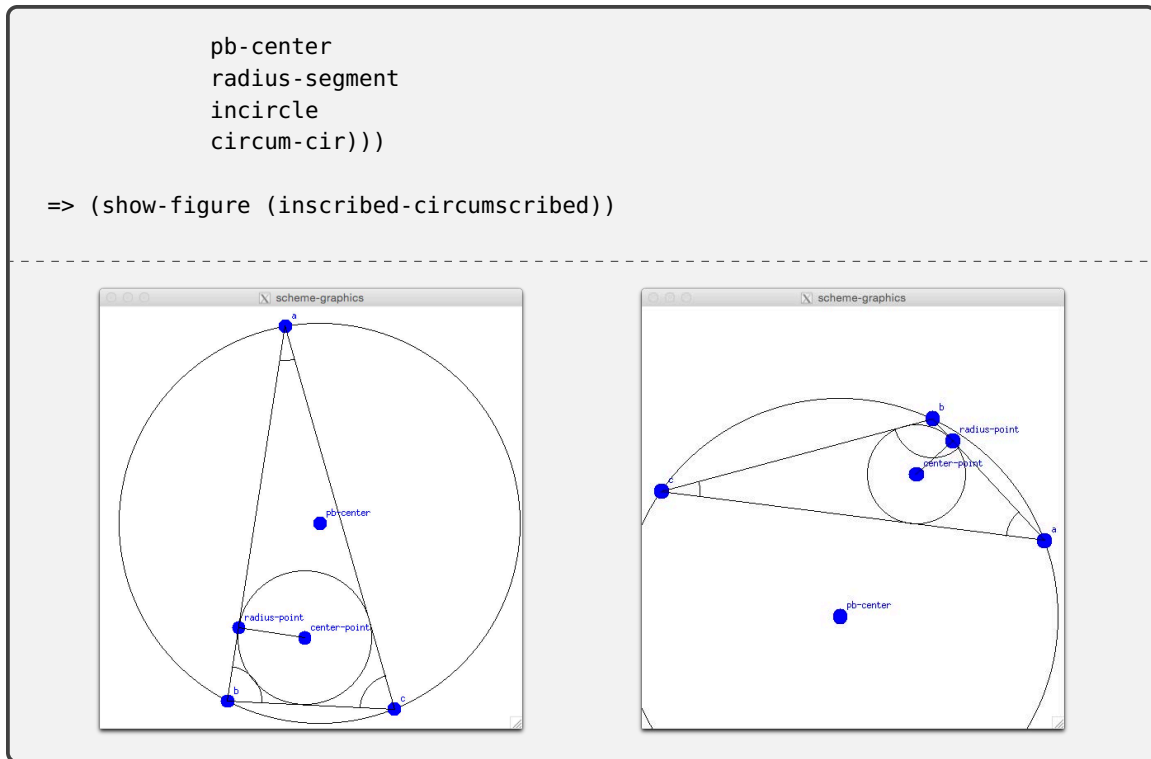 pb-center
radius-segment
incircle
circum-cir)))
=> (show-figure (inscribed-circumscribed))
scheme-graphics
a
pb-center
radius-point
center-point
b
c
scheme-graphics
b
radius-point
center-point
c
a
pb-center